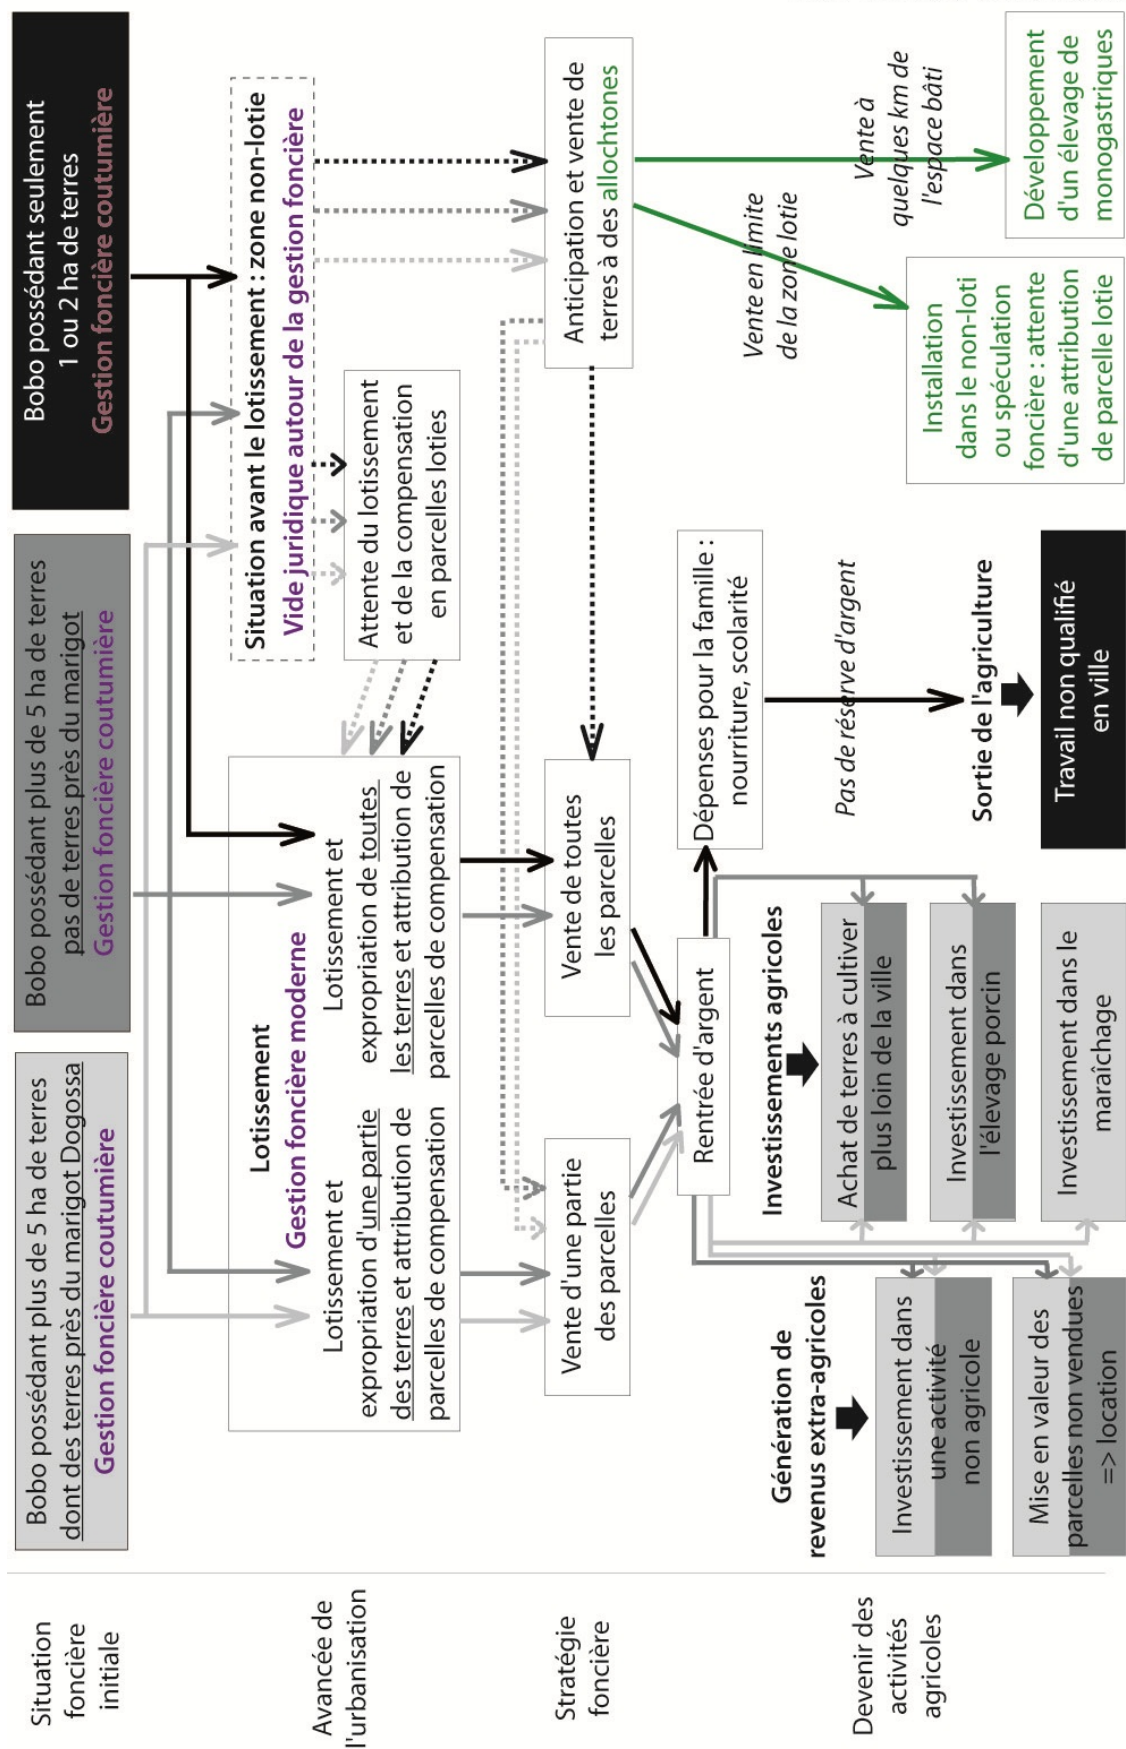 Situation
foncière
initiale
Bobo possédant plus de 5 ha de terres
dont des terres près du marigot Dogossa
Gestion foncière coutumière
Bobo possédant plus de 5 ha de terres
pas de terres près du marigot
Gestion foncière coutumière
Bobo possédant seulement
1 ou 2 ha de terres
Gestion foncière coutumière
Avancée de
l'urbanisation
Lotissement
Gestion foncière moderne
Lotissement et
expropriation d'une partie
des terres et attribution de
parcelles de compensation
Lotissement et
expropriation de toutes
les terres et attribution de
parcelles de compensation
Situation avant le lotissement : zone non-lotie
Vide juridique autour de la gestion foncière
Attente du lotissement
et de la compensation
en parcelles loties
Stratégie
foncière
Vente d'une partie
des parcelles
Vente de toutes
les parcelles
Anticipation et vente de
terres à des allochtones
Rentrée d'argent
Dépenses pour la famille :
nourriture, scolarité
Vente en limite
de la zone lotie
Vente à
quelques km de
l'espace bâti
Devenir des
activités
agricoles
Génération de
revenus extra-agricoles
Investissement dans
une activité
non agricole
Mise en valeur des
parcelles non vendues
=> location
Investissements agricoles
Achat de terres à cultiver
plus loin de la ville
Investissement dans
l'élevage porcin
Investissement dans le
maraîchage
Pas de réserve d'argent
Sortie de l'agriculture
Travail non qualifié
en ville
Installation
dans le non-loti
ou spéculation
foncière : attente
d'une attribution
de parcelle lotie
Développement
d'un élevage de
monogastriques